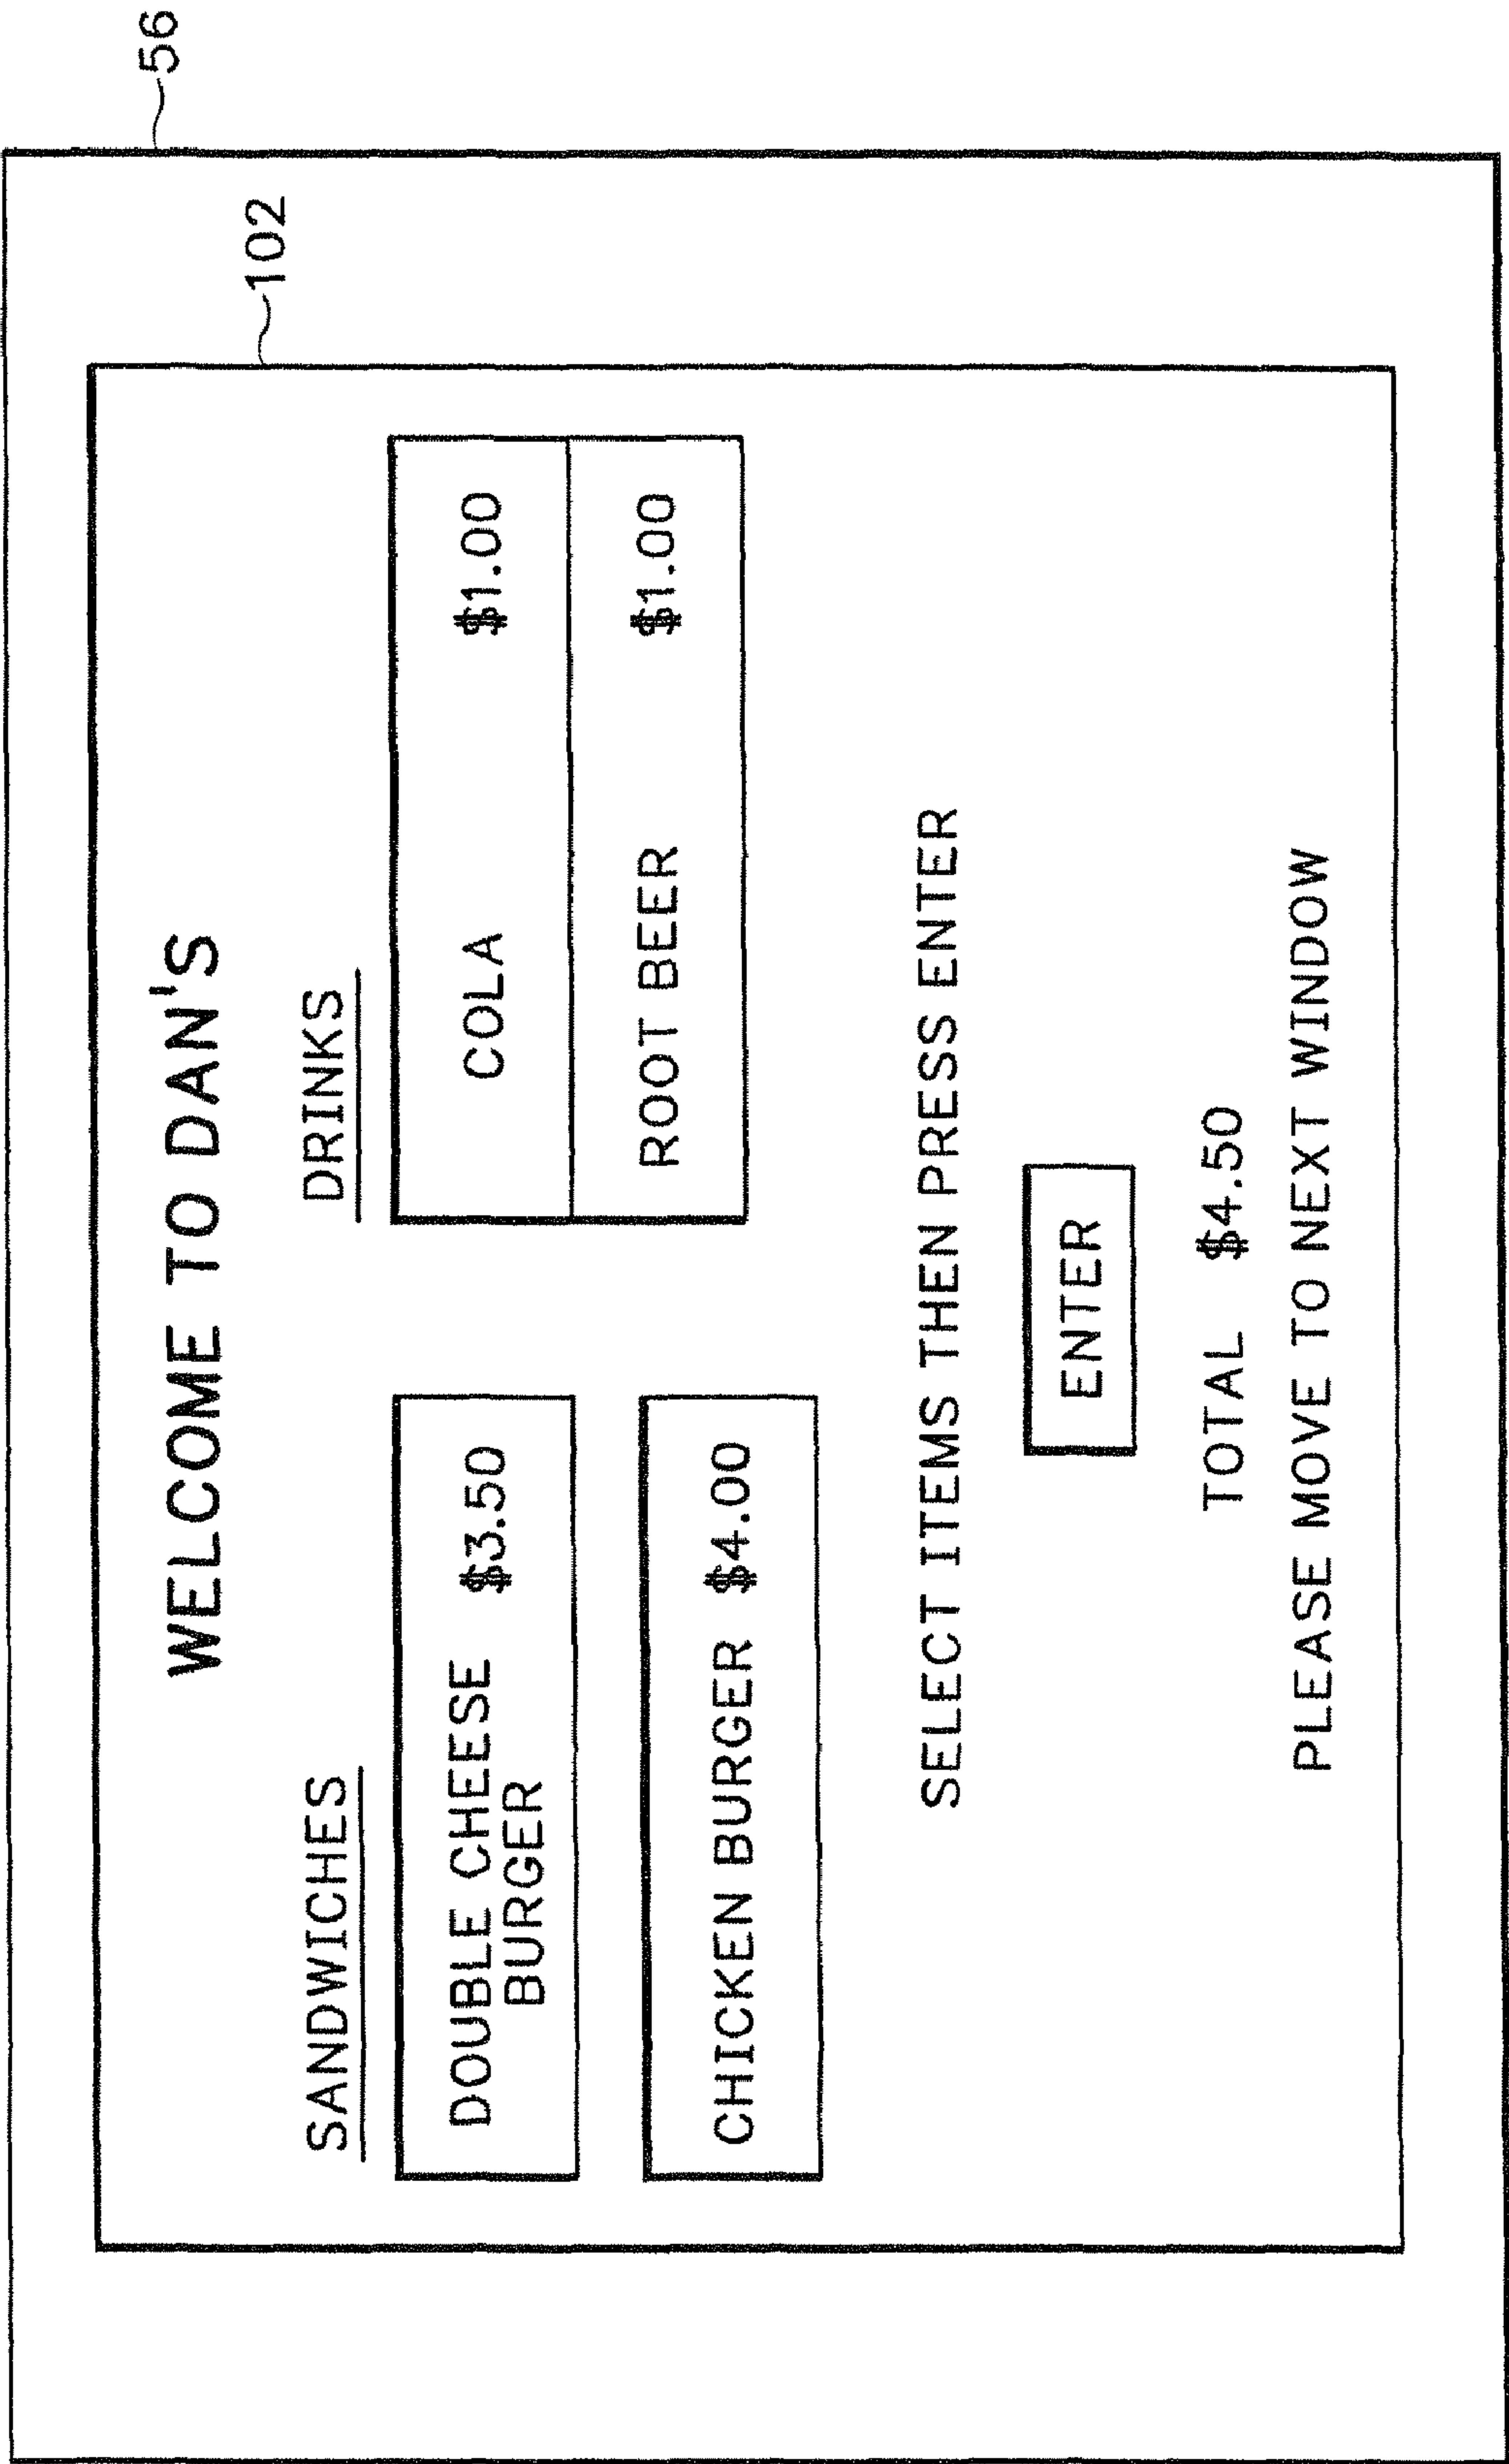 56
102
WELCOME TO DAN'S
SANDWICHES
DOUBLE CHEESE BURGER $3.50
CHICKEN BURGER $4.00
DRINKS
COLA $1.00
ROOT BEER $1.00
SELECT ITEMS THEN PRESS ENTER
ENTER
TOTAL $4.50
PLEASE MOVE TO NEXT WINDOW